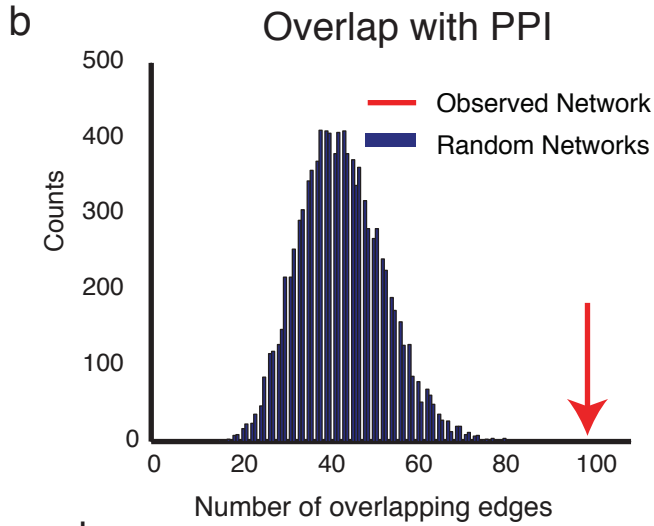 b
Overlap with PPI
500
400
300
200
100
0
Counts
Observed Network
Random Networks
0 20 40 60 80 100
Number of overlapping edges